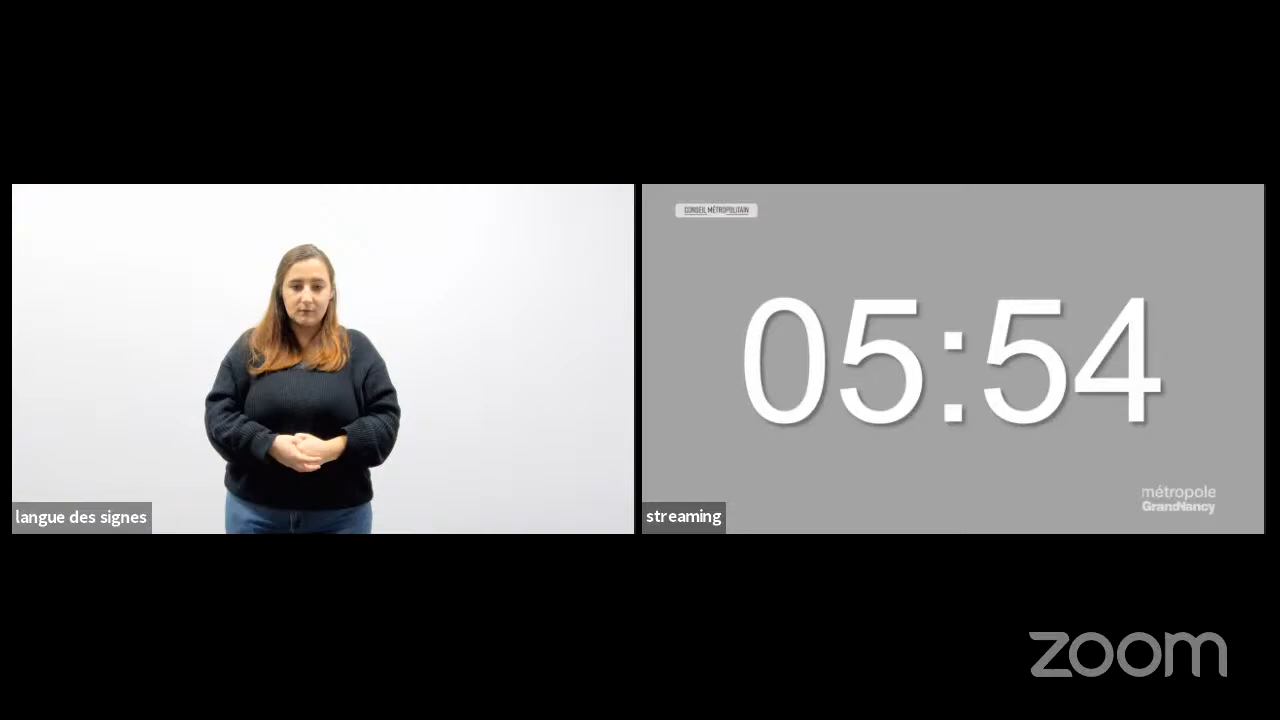 CONSEIL MÉTROPOLITAIN
05:54
métropole
GrandNancy
langue des signes
streaming
zoom